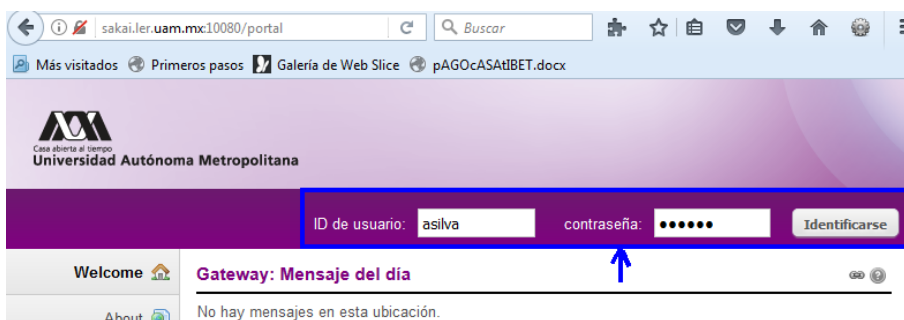 sakai.ler.uam.mx:10080/portal Buscar
Más visitados Primeros pasos Galería de Web Slice pAGOcASAtIBET.docx
Casa abierta al tiempo
Universidad Autónoma Metropolitana
ID de usuario: asilva contraseña: •••••• Identificarse
Welcome Gateway: Mensaje del día
About No hay mensajes en esta ubicación.